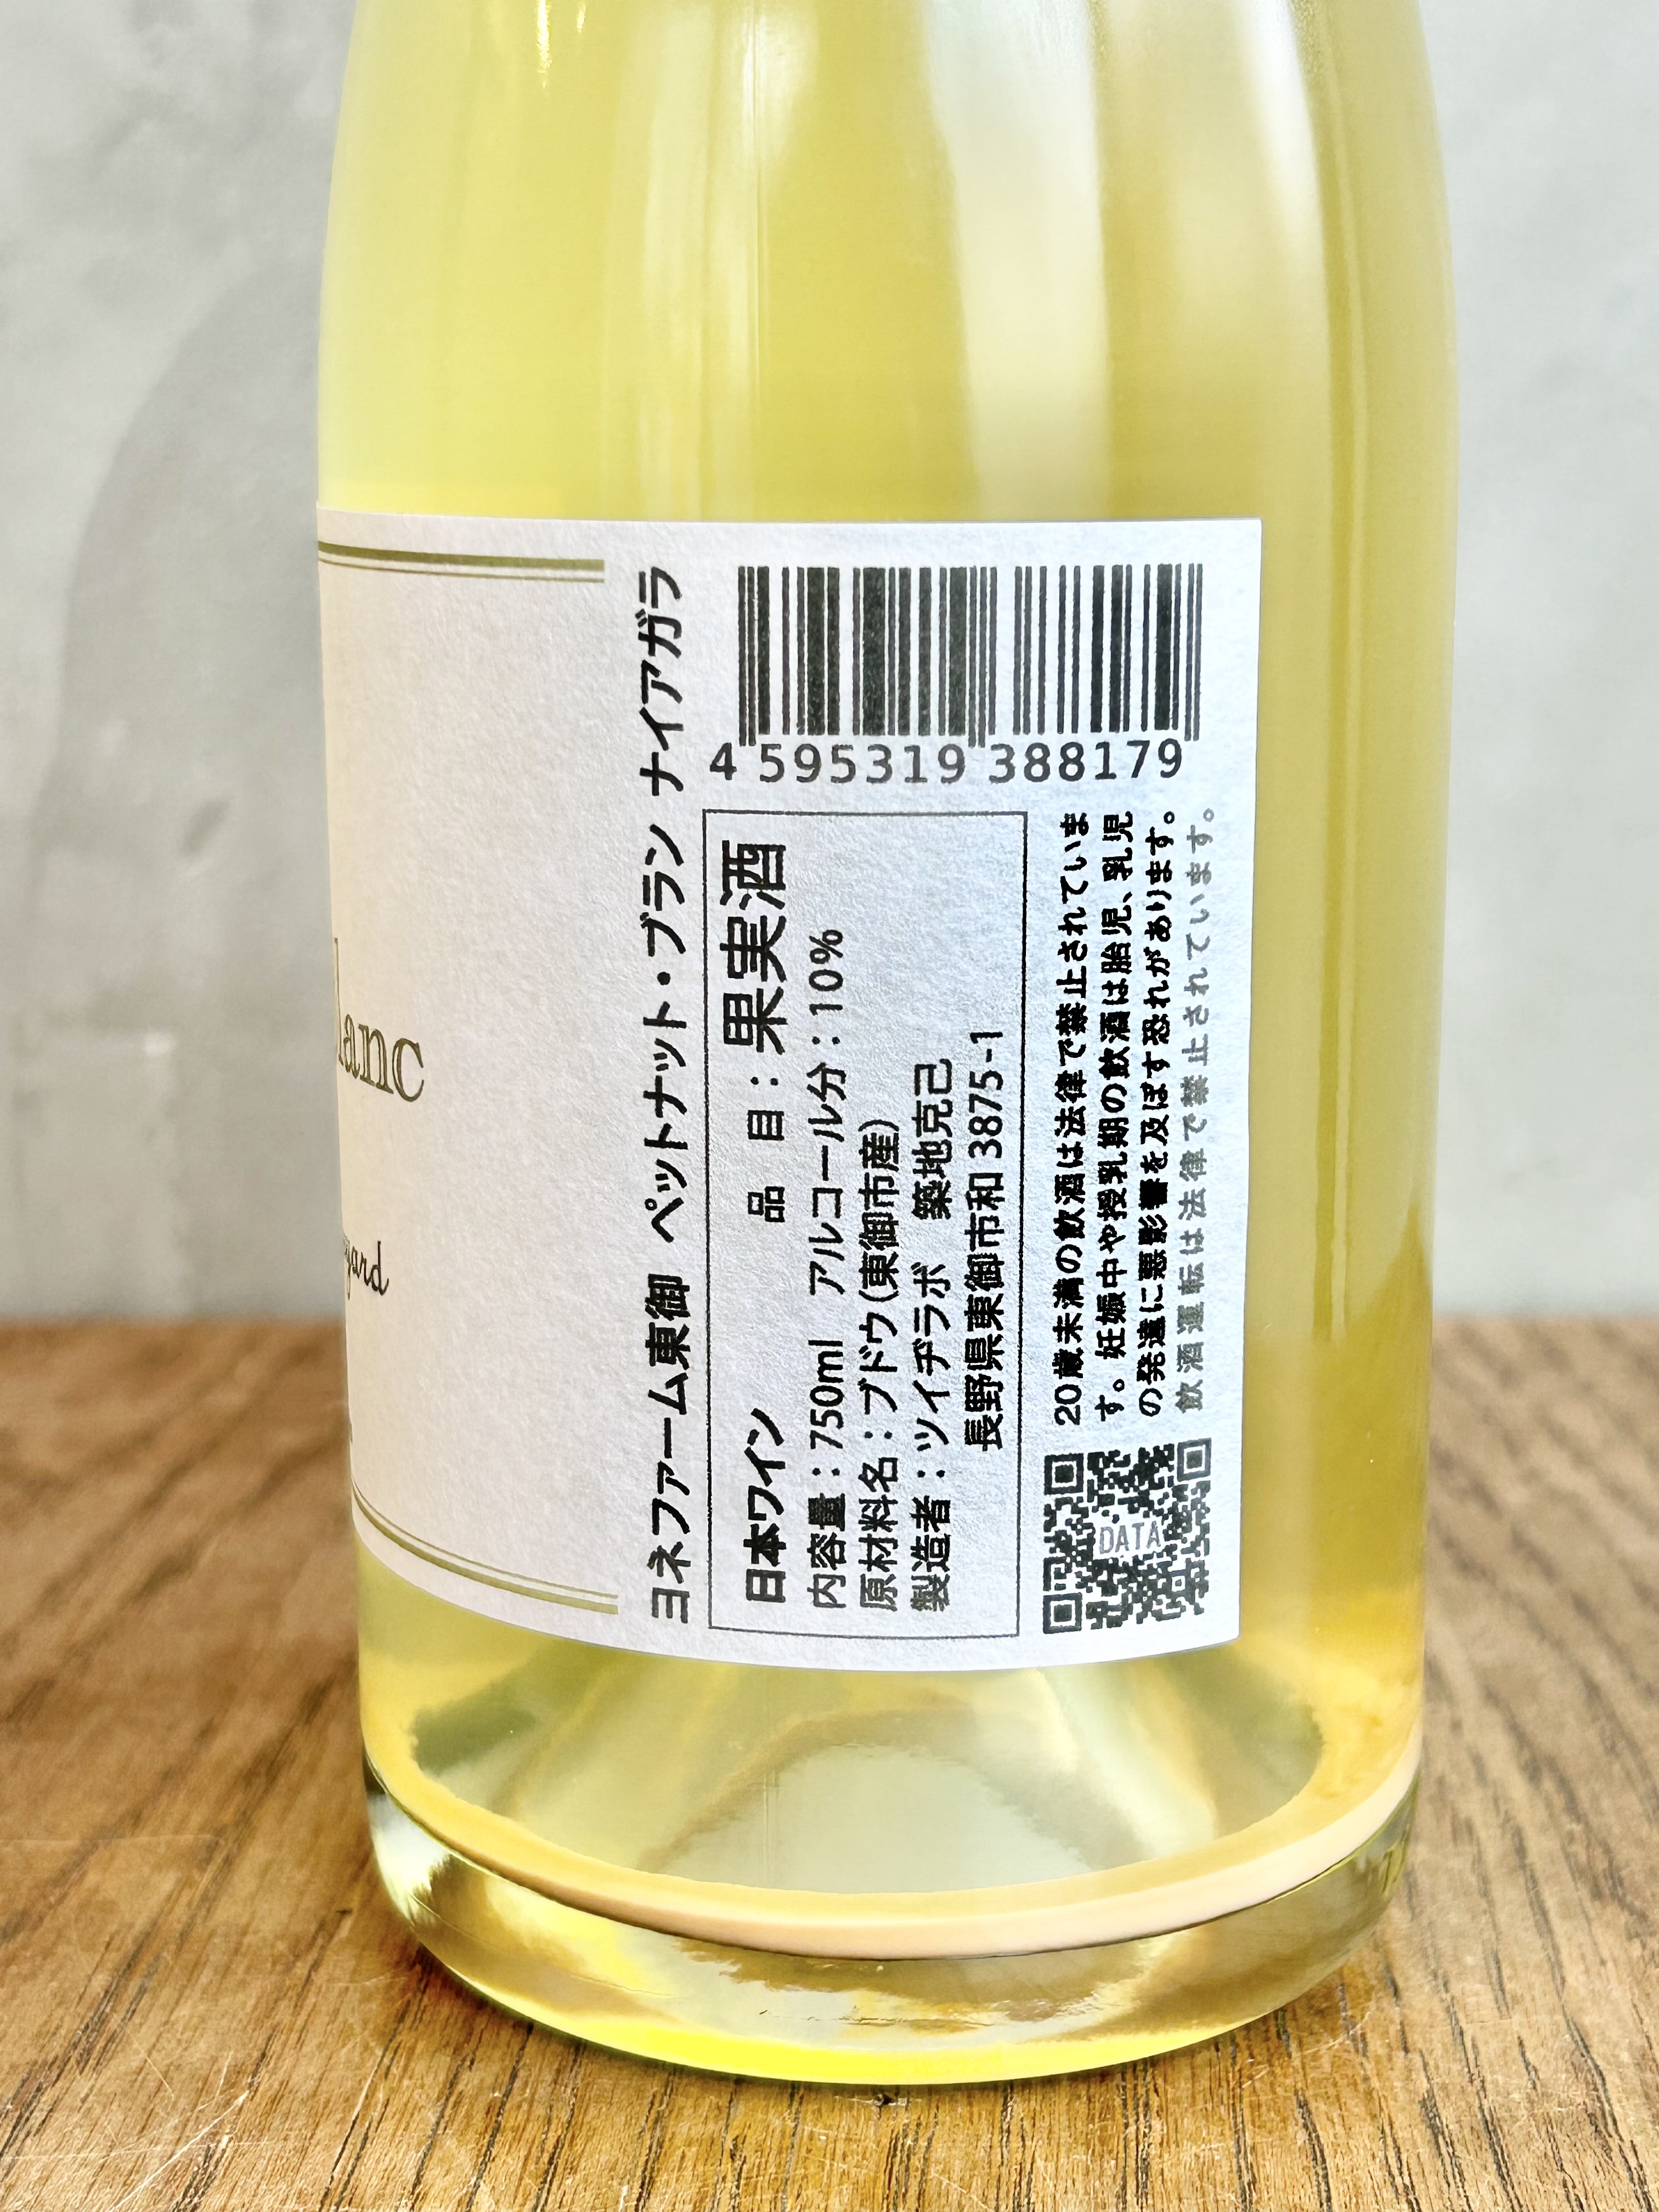 lanc
yard
ヨネファーム東御 ペットナット・ブラン ナイアガラ
日本ワイン 品 目：果実酒
内容量：750ml アルコール分：10%
原材料名：ブドウ(東御市産)
製造者：ツイヂラボ 築地克己
長野県東御市和3875-1
4 595319 388179
20歳未満の飲酒は法律で禁止されていま
す。妊娠中や授乳期の飲酒は胎児、乳児
の発達に悪影響を及ぼす恐れがあります。
飲酒運転は法律で禁止されています。
DATA